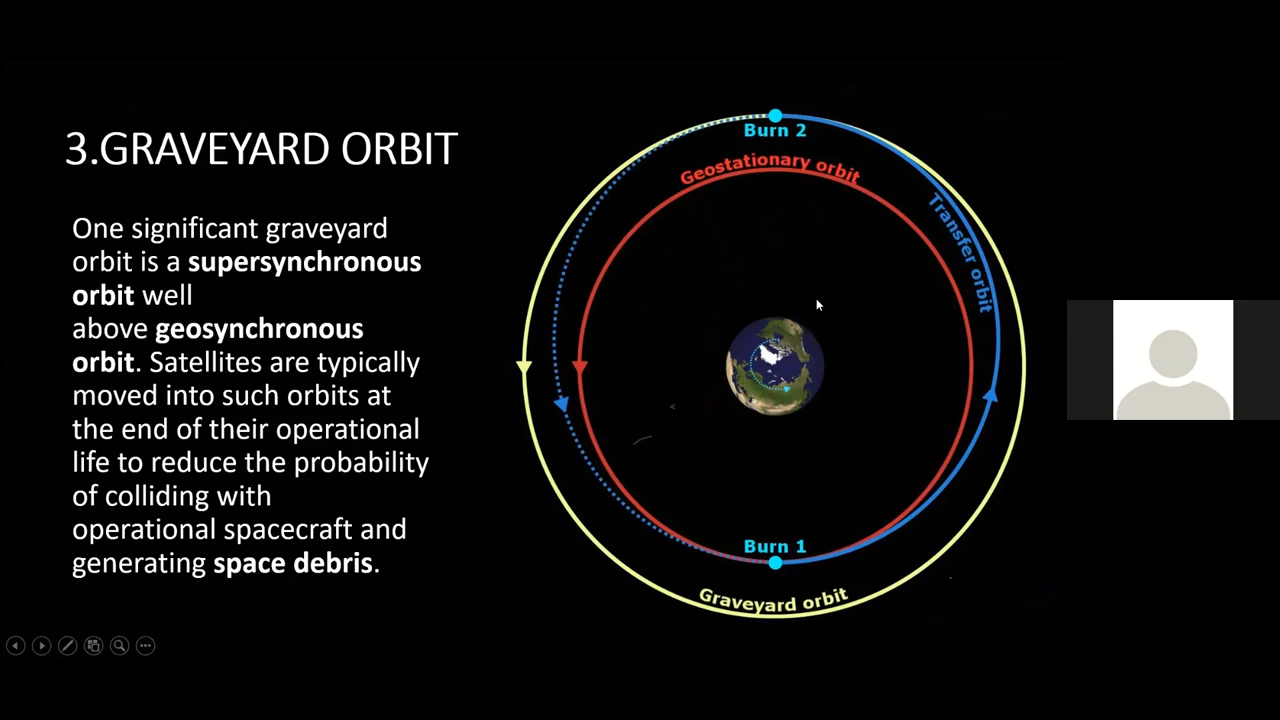 3.GRAVEYARD ORBIT
One significant graveyard
orbit is a supersynchronous
orbit well
above geosynchronous
orbit. Satellites are typically
moved into such orbits at
the end of their operational
life to reduce the probability
of colliding with
operational spacecraft and
generating space debris.
Burn 2
Geostationary orbit
Transfer orbit
Burn 1
Graveyard orbit